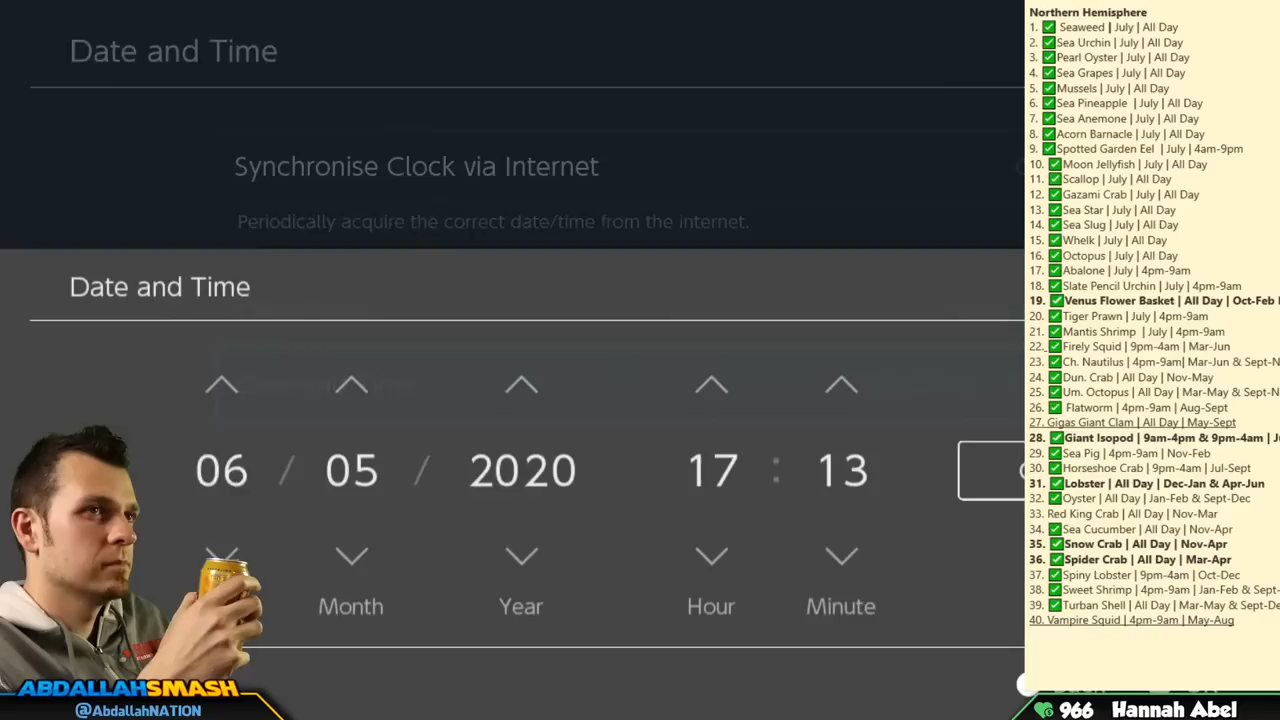 Date and Time
Synchronise Clock via Internet
Periodically acquire the correct date/time from the internet.
Date and Time
06 / 05 / 2020 17 : 13
Month Year Hour Minute
ABDALLAHSMASH
@AbdallahNATION
Northern Hemisphere
1. ✅ Seaweed | July | All Day
2. ✅Sea Urchin | July | All Day
3. ✅Pearl Oyster | July | All Day
4. ✅Sea Grapes | July | All Day
5. ✅Mussels | July | All Day
6. ✅Sea Pineapple | July | All Day
7. ✅Sea Anemone | July | All Day
8. ✅Acorn Barnacle | July | All Day
9. ✅Spotted Garden Eel | July | 4am-9pm
10. ✅Moon Jellyfish | July | All Day
11. ✅Scallop | July | All Day
12. ✅Gazami Crab | July | All Day
13. ✅Sea Star | July | All Day
14. ✅Sea Slug | July | All Day
15. ✅Whelk | July | All Day
16. ✅Octopus | July | All Day
17. ✅Abalone | July | 4pm-9am
18. ✅Slate Pencil Urchin | July | 4pm-9am
19. ✅Venus Flower Basket | All Day | Oct-Feb
20. ✅Tiger Prawn | July | 4pm-9am
21. ✅Mantis Shrimp | July | 4pm-9am
22. ✅Firely Squid | 9pm-4am | Mar-Jun
23. ✅Ch. Nautilus | 4pm-9am| Mar-Jun & Sept-N
24. ✅Dun. Crab | All Day | Nov-May
25. ✅Um. Octopus | All Day | Mar-May & Sept-N
26. ✅ Flatworm | 4pm-9am | Aug-Sept
27. Gigas Giant Clam | All Day | May-Sept
28. ✅Giant Isopod | 9am-4pm & 9pm-4am | J
29. ✅Sea Pig | 4pm-9am | Nov-Feb
30. ✅Horseshoe Crab | 9pm-4am | Jul-Sept
31. ✅Lobster | All Day | Dec-Jan & Apr-Jun
32. ✅Oyster | All Day | Jan-Feb & Sept-Dec
33. Red King Crab | All Day | Nov-Mar
34. ✅Sea Cucumber | All Day | Nov-Apr
35. ✅Snow Crab | All Day | Nov-Apr
36. ✅Spider Crab | All Day | Mar-Apr
37. ✅Spiny Lobster | 9pm-4am | Oct-Dec
38. ✅Sweet Shrimp | 4pm-9am | Jan-Feb & Sept-
39. ✅Turban Shell | All Day | Mar-May & Sept-De
40. Vampire Squid | 4pm-9am | May-Aug
966 Hannah Abel